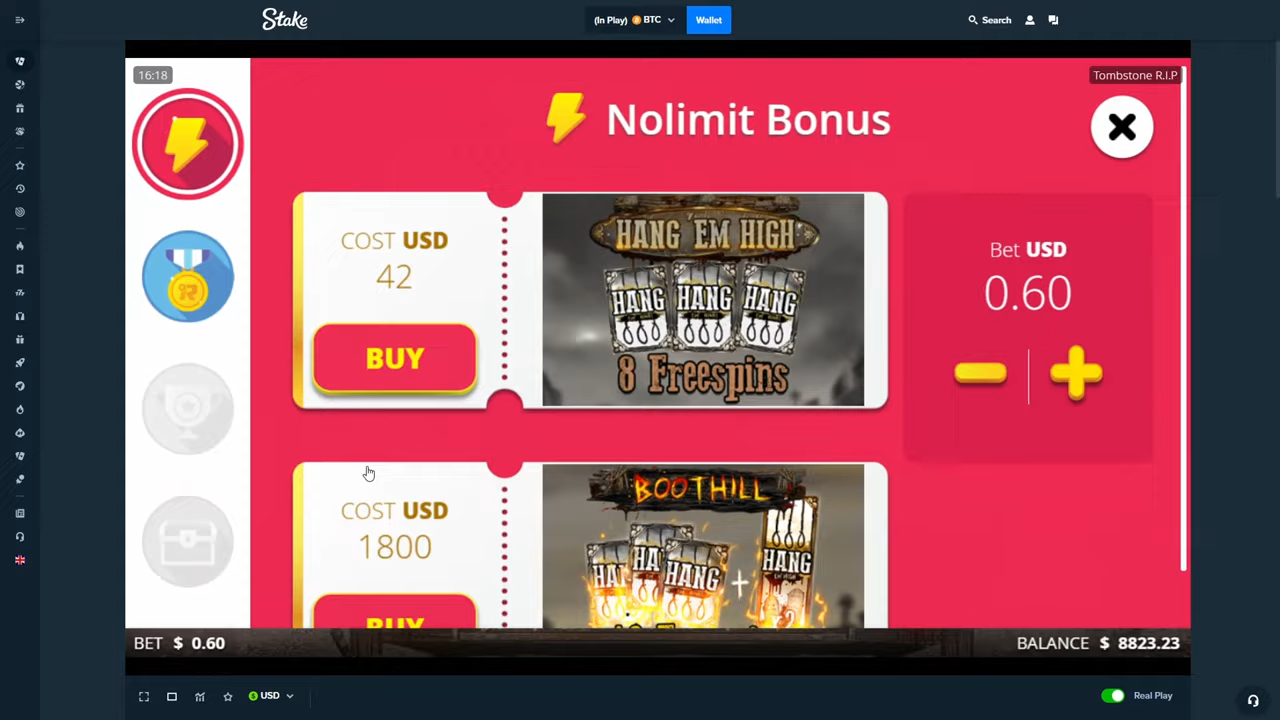 Stake
(In Play) BTC
Wallet
Search
16:18
Tombstone R.I.P
Nolimit Bonus
COST USD
42
BUY
HANG EM HIGH
HANG
HANG
HANG
8 Freespins
Bet USD
0.60
COST USD
1800
BUY
BOOTHILL
HANG
HANG
BET $ 0.60
BALANCE $ 8823.23
USD
Real Play